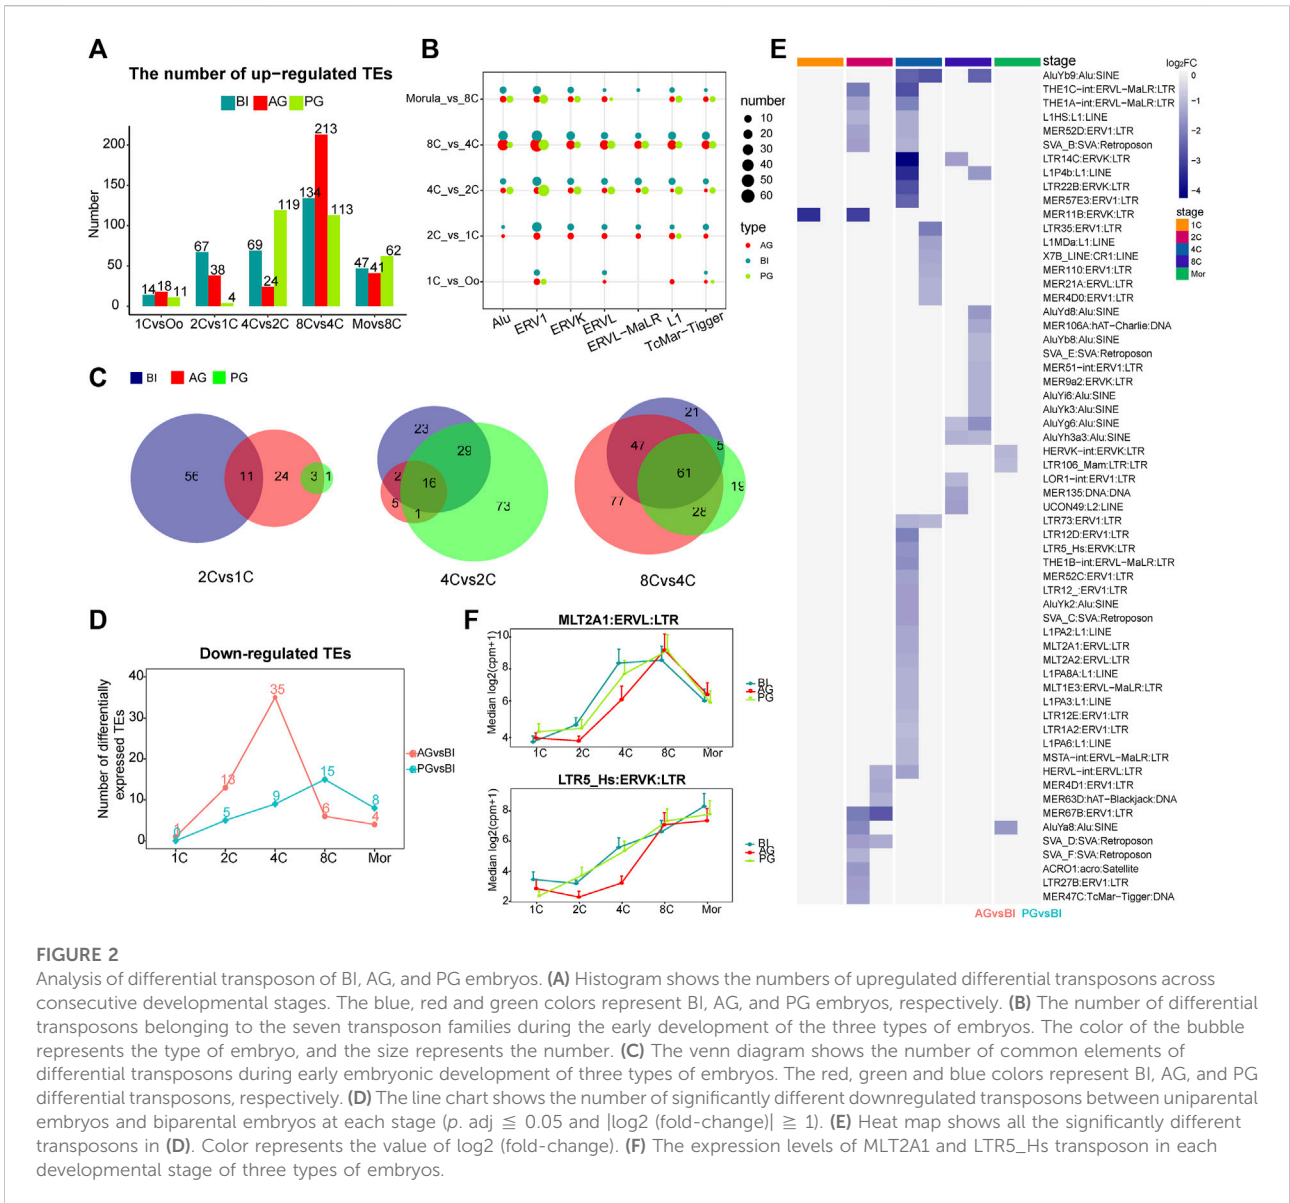 A
The number of up-regulated TEs
BI AG PG
Number
200
150
100
50
0
14 18 11
67 38 4
69 24 119
134 213 113
47 41 62
1CvsOo 2Cvs1C 4Cvs2C 8Cvs4C Movs8C
B
Morula_vs_8C
8C_vs_4C
4C_vs_2C
2C_vs_1C
1C_vs_Oo
Alu ERV1 ERVK ERVL ERVL-MaLR L1 TcMar-Tigger
number
10
20
30
40
50
60
type
AG
BI
PG
C
BI AG PG
56 11 24 3 1
2Cvs1C
23 29 2 16 5 1 73
4Cvs2C
21 47 5 61 19 77 28
8Cvs4C
D
Down-regulated TEs
Number of differentially
expressed TEs
40
30
20
10
0
1 13 35 6 4
0 5 9 15 8
1C 2C 4C 8C Mor
AGvsBI
PGvsBI
E
stage
AluYb9:Alu:SINE
THE1C-int:ERVL-MaLR:LTR
THE1A-int:ERVL-MaLR:LTR
L1HS:L1:LINE
MER52D:ERV1:LTR
SVA_B:SVA:Retroposon
LTR14C:ERVK:LTR
L1P4b:L1:LINE
LTR22B:ERVK:LTR
MER57E3:ERV1:LTR
MER11B:ERVK:LTR
LTR35:ERV1:LTR
L1MDa:L1:LINE
X7B_LINE:CR1:LINE
MER110:ERV1:LTR
MER21A:ERVL:LTR
MER4D0:ERV1:LTR
AluYd8:Alu:SINE
MER106A:hAT-Charlie:DNA
AluYb8:Alu:SINE
SVA_E:SVA:Retroposon
MER51-int:ERV1:LTR
MER9a2:ERVK:LTR
AluYi6:Alu:SINE
AluYk3:Alu:SINE
AluYg6:Alu:SINE
AluYh3a3:Alu:SINE
HERVK-int:ERVK:LTR
LTR106_Mam:LTR:LTR
LOR1-int:ERV1:LTR
MER135:DNA:DNA
UCON49:L2:LINE
LTR73:ERV1:LTR
LTR12D:ERV1:LTR
LTR5_Hs:ERVK:LTR
THE1B-int:ERVL-MaLR:LTR
MER52C:ERV1:LTR
LTR12_:ERV1:LTR
AluYk2:Alu:SINE
SVA_C:SVA:Retroposon
L1PA2:L1:LINE
MLT2A1:ERVL:LTR
MLT2A2:ERVL:LTR
L1PA8A:L1:LINE
MLT1E3:ERVL-MaLR:LTR
L1PA3:L1:LINE
LTR12E:ERV1:LTR
LTR1A2:ERV1:LTR
L1PA6:L1:LINE
MSTA-int:ERVL-MaLR:LTR
HERVL-int:ERVL:LTR
MER4D1:ERV1:LTR
MER63D:hAT-Blackjack:DNA
MER67B:ERV1:LTR
AluYa8:Alu:SINE
SVA_D:SVA:Retroposon
SVA_F:SVA:Retroposon
ACRO1:acro:Satellite
LTR27B:ERV1:LTR
MER47C:TcMar-Tigger:DNA
AGvsBI PGvsBI
log₂FC
0
-1
-2
-3
-4
stage
1C
2C
4C
8C
Mor
F
MLT2A1:ERVL:LTR
Median log2(cpm+1)
10
8
6
4
1C 2C 4C 8C Mor
BI
AG
PG
LTR5_Hs:ERVK:LTR
Median log2(cpm+1)
8
6
4
2
1C 2C 4C 8C Mor
BI
AG
PG
FIGURE 2
Analysis of differential transposon of BI, AG, and PG embryos. (A) Histogram shows the numbers of upregulated differential transposons across
consecutive developmental stages. The blue, red and green colors represent BI, AG, and PG embryos, respectively. (B) The number of differential
transposons belonging to the seven transposon families during the early development of the three types of embryos. The color of the bubble
represents the type of embryo, and the size represents the number. (C) The venn diagram shows the number of common elements of
differential transposons during early embryonic development of three types of embryos. The red, green and blue colors represent BI, AG, and PG
differential transposons, respectively. (D) The line chart shows the number of significantly different downregulated transposons between uniparental
embryos and biparental embryos at each stage (p. adj ≦ 0.05 and |log2 (fold-change)| ≧ 1). (E) Heat map shows all the significantly different
transposons in (D). Color represents the value of log2 (fold-change). (F) The expression levels of MLT2A1 and LTR5_Hs transposon in each
developmental stage of three types of embryos.